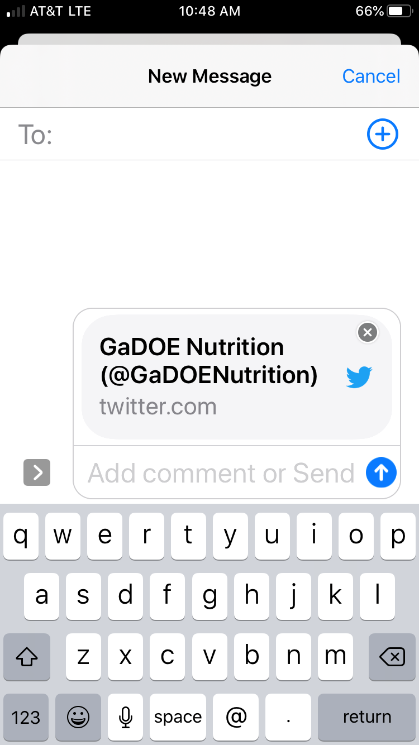 AT&T LTE 10:48 AM 66%
New Message Cancel
To:
GaDOE Nutrition
(@GaDOENutrition)
twitter.com
Add comment or Send
q w e r t y u i o p
a s d f g h j k l
z x c v b n m
123 space @ . return